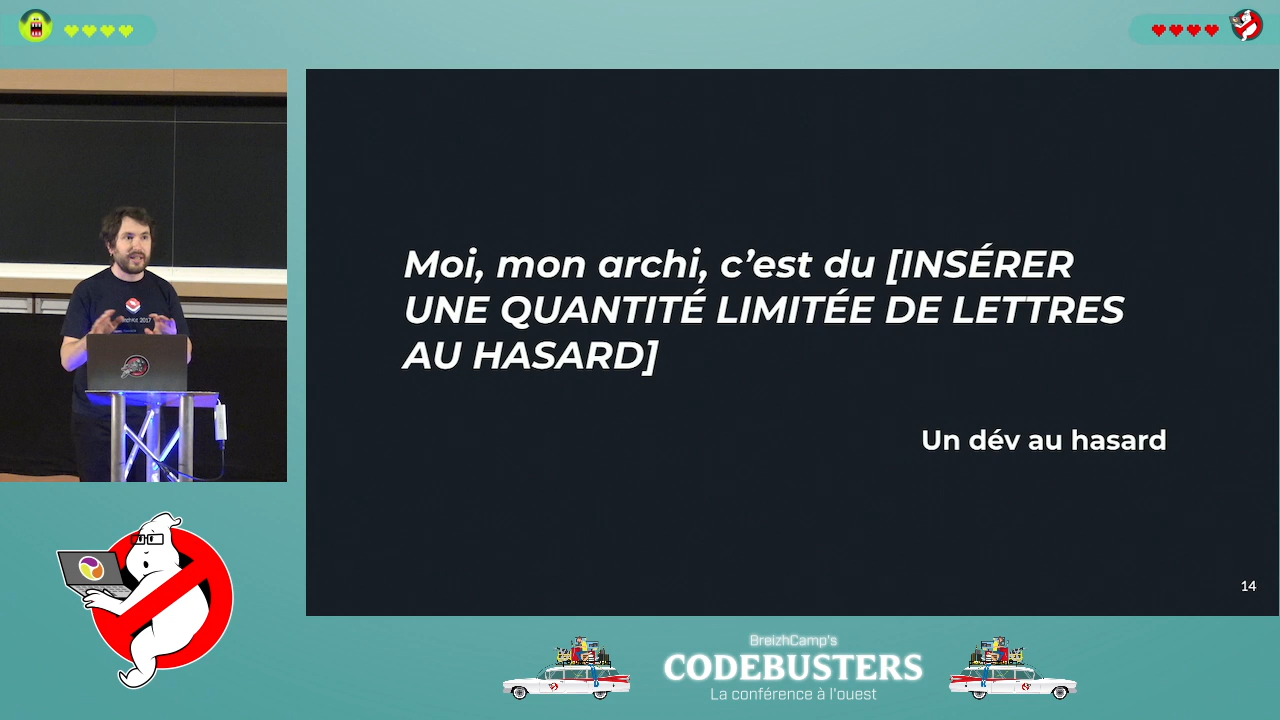 Moi, mon archi, c’est du [INSÉRER
UNE QUANTITÉ LIMITÉE DE LETTRES
AU HASARD]
Un dév au hasard
14
BreizhCamp's
CODEBUSTERS
La conférence à l'ouest